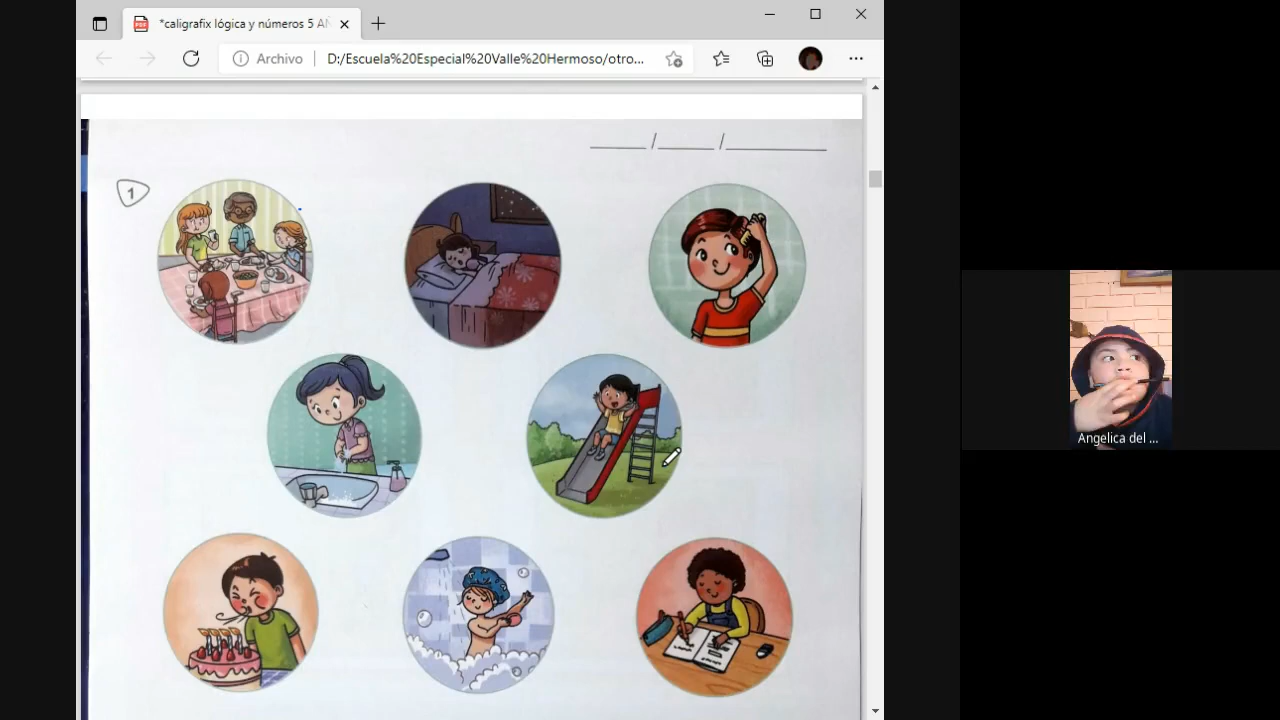 *caligrafix lógica y números 5 AÑ
Archivo
D:/Escuela%20Especial%20Valle%20Hermoso/otro...
1
Angelica del ...